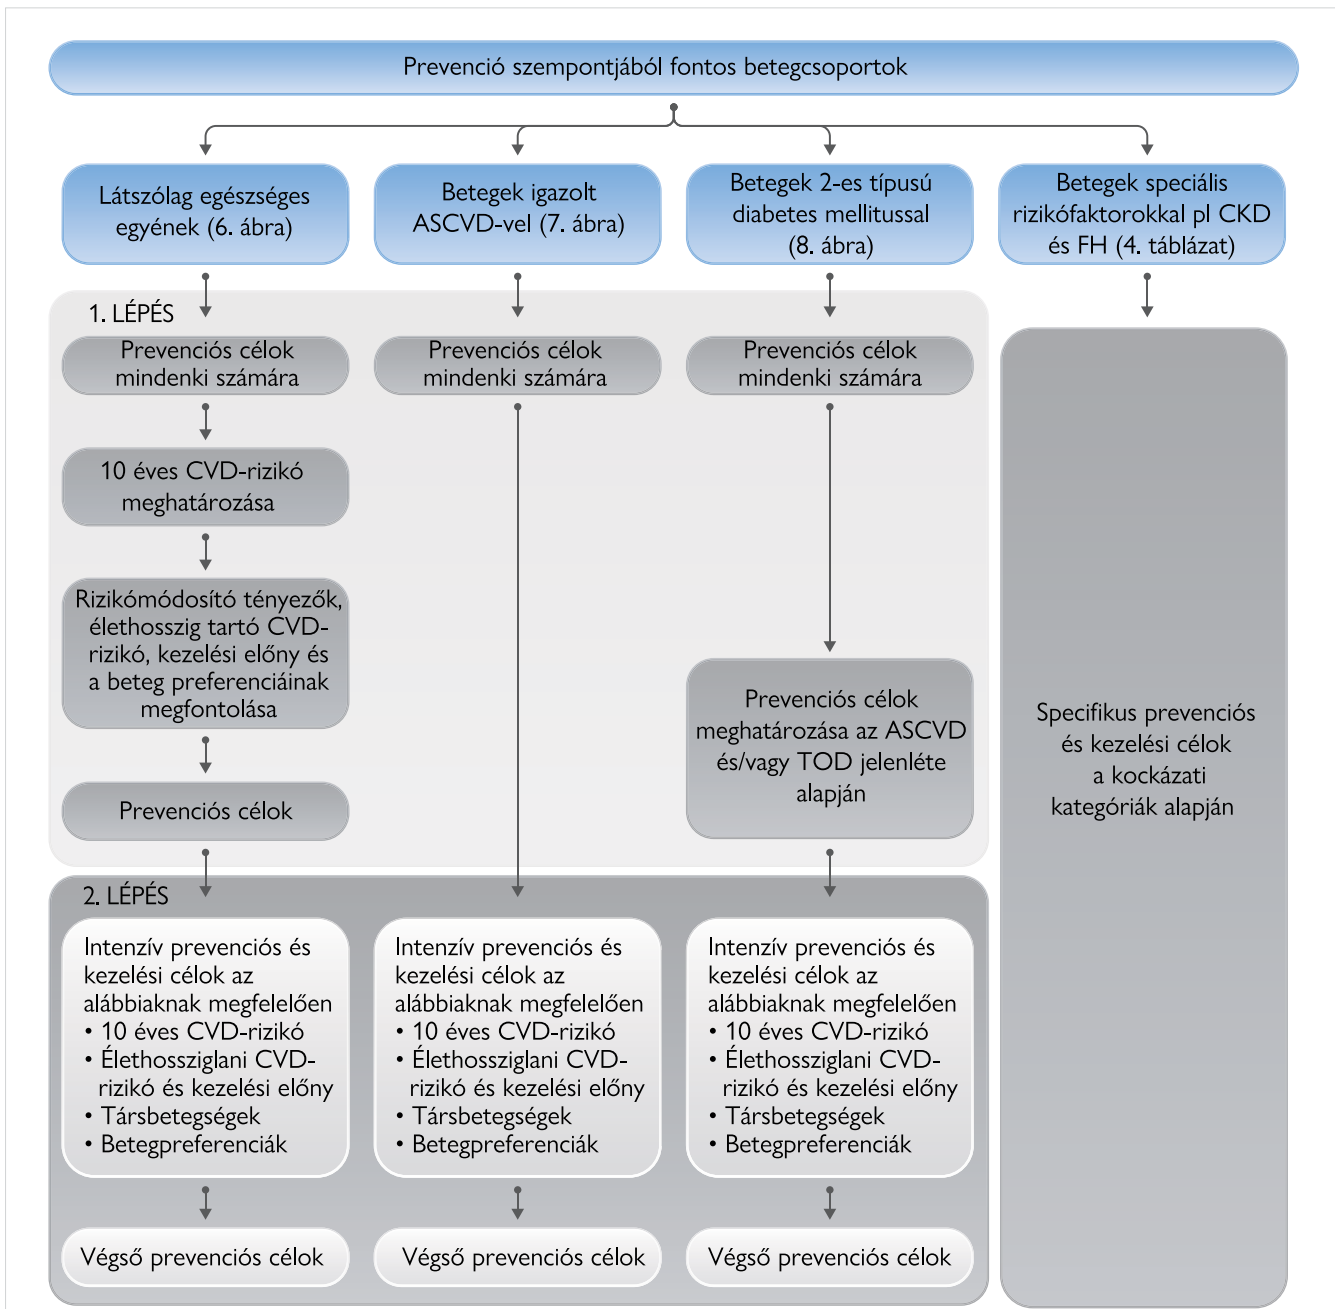 Prevenció szempontjából fontos betegcsoportok
Látszólag egészséges
egyének (6. ábra)
Betegek igazolt
ASCVD-vel (7. ábra)
Betegek 2-es típusú
diabetes mellitussal
(8. ábra)
Betegek speciális
rizikófaktorokkal pl CKD
és FH (4. táblázat)
1. LÉPÉS
Prevenciós célok
mindenki számára
10 éves CVD-rizikó
meghatározása
Rizikómódosító tényezők,
élethosszig tartó CVD-
rizikó, kezelési előny és
a beteg preferenciáinak
megfontolása
Prevenciós célok
Prevenciós célok
mindenki számára
Prevenciós célok
mindenki számára
Prevenciós célok
meghatározása az ASCVD
és/vagy TOD jelenléte
alapján
Specifikus prevenciós
és kezelési célok
a kockázati
kategóriák alapján
2. LÉPÉS
Intenzív prevenciós és
kezelési célok az
alábbiaknak megfelelően
• 10 éves CVD-rizikó
• Élethossziglani CVD-
rizikó és kezelési előny
• Társbetegségek
• Betegpreferenciák
Végső prevenciós célok
Intenzív prevenciós és
kezelési célok az
alábbiaknak megfelelően
• 10 éves CVD-rizikó
• Élethossziglani CVD-
rizikó és kezelési előny
• Társbetegségek
• Betegpreferenciák
Végső prevenciós célok
Intenzív prevenciós és
kezelési célok az
alábbiaknak megfelelően
• 10 éves CVD-rizikó
• Élethossziglani CVD-
rizikó és kezelési előny
• Társbetegségek
• Betegpreferenciák
Végső prevenciós célok